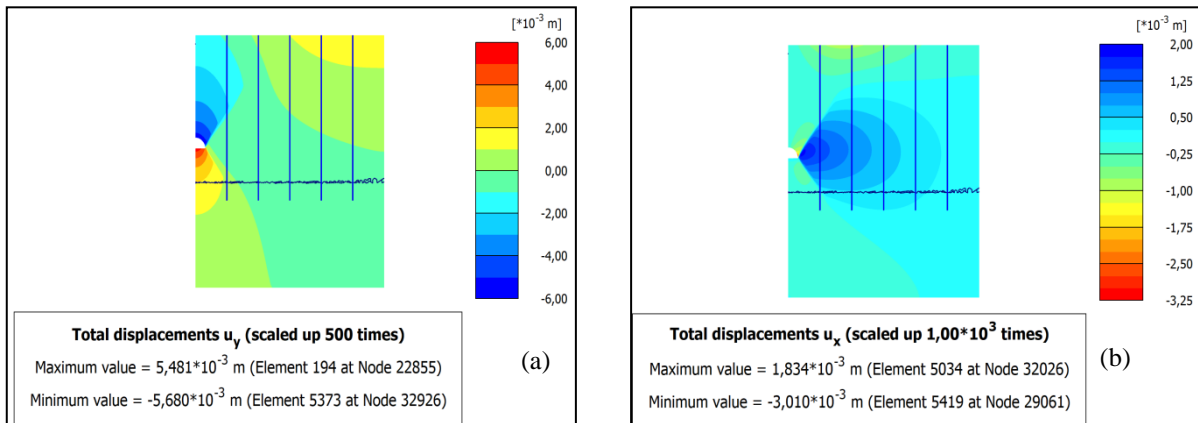 [*10-3 m]
6,00
4,00
2,00
0,00
-2,00
-4,00
-6,00
Total displacements uy (scaled up 500 times)
Maximum value = 5,481*10-3 m (Element 194 at Node 22855)
Minimum value = -5,680*10-3 m (Element 5373 at Node 32926)
(a)
[*10-3 m]
2,00
1,25
0,50
-0,25
-1,00
-1,75
-2,50
-3,25
Total displacements ux (scaled up 1,00*103 times)
Maximum value = 1,834*10-3 m (Element 5034 at Node 32026)
Minimum value = -3,010*10-3 m (Element 5419 at Node 29061)
(b)